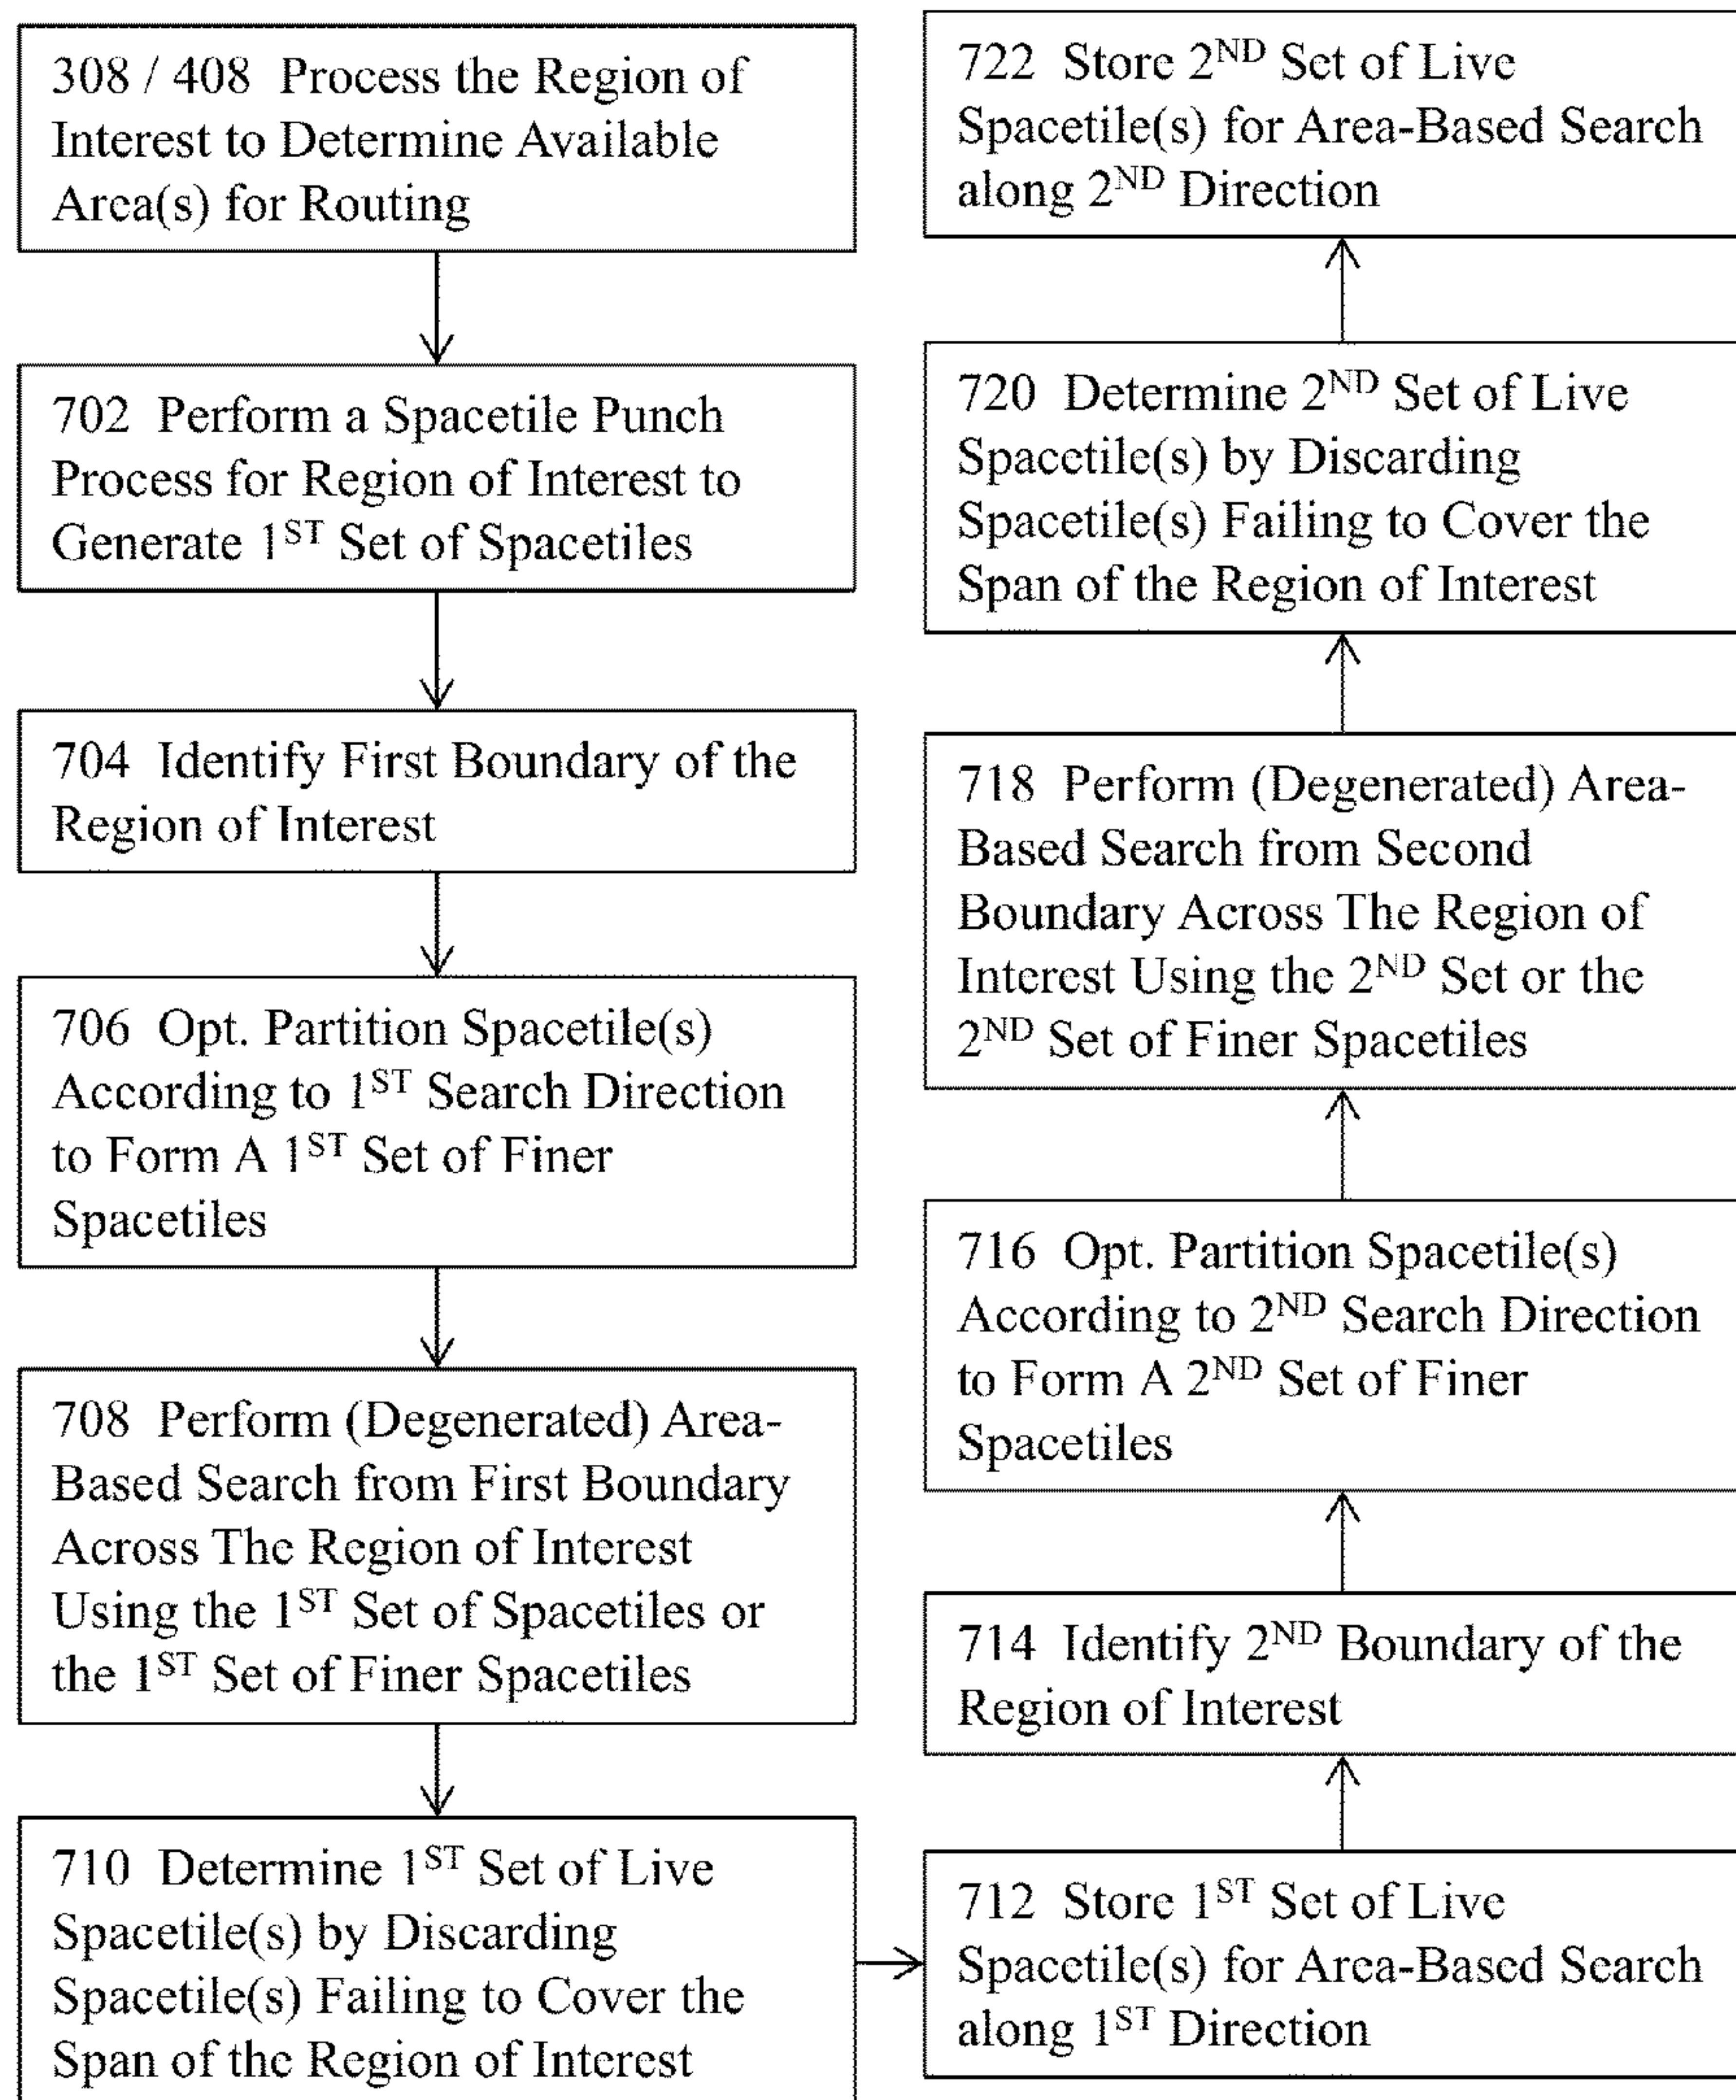 308 / 408 Process the Region of
Interest to Determine Available
Area(s) for Routing
702 Perform a Spacetile Punch
Process for Region of Interest to
Generate 1ST Set of Spacetiles
704 Identify First Boundary of the
Region of Interest
706 Opt. Partition Spacetile(s)
According to 1ST Search Direction
to Form A 1ST Set of Finer
Spacetiles
708 Perform (Degenerated) Area-
Based Search from First Boundary
Across The Region of Interest
Using the 1ST Set of Spacetiles or
the 1ST Set of Finer Spacetiles
710 Determine 1ST Set of Live
Spacetile(s) by Discarding
Spacetile(s) Failing to Cover the
Span of the Region of Interest
712 Store 1ST Set of Live
Spacetile(s) for Area-Based Search
along 1ST Direction
714 Identify 2ND Boundary of the
Region of Interest
716 Opt. Partition Spacetile(s)
According to 2ND Search Direction
to Form A 2ND Set of Finer
Spacetiles
718 Perform (Degenerated) Area-
Based Search from Second
Boundary Across The Region of
Interest Using the 2ND Set or the
2ND Set of Finer Spacetiles
720 Determine 2ND Set of Live
Spacetile(s) by Discarding
Spacetile(s) Failing to Cover the
Span of the Region of Interest
722 Store 2ND Set of Live
Spacetile(s) for Area-Based Search
along 2ND Direction